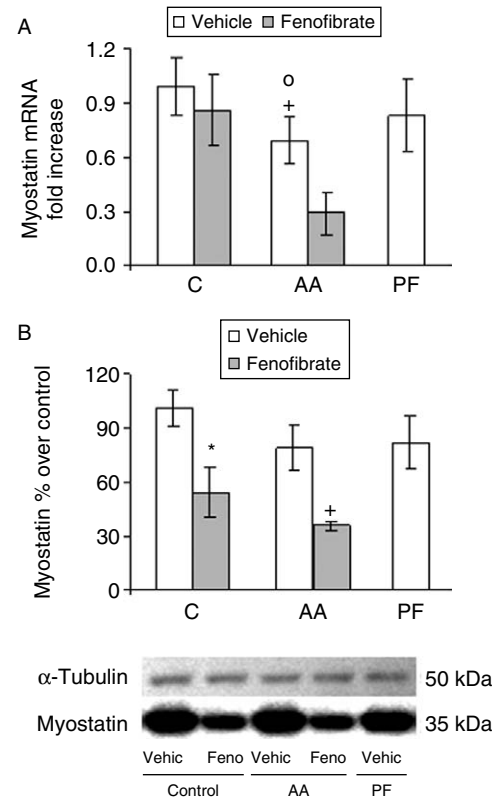 A
Vehicle Fenofibrate
Myostatin mRNA
fold increase
1.2
0.9
0.6
0.3
0.0
o
+
C AA PF
B
Vehicle
Fenofibrate
Myostatin % over control
120
90
60
30
0
*
+
C AA PF
α-Tubulin 50 kDa
Myostatin 35 kDa
Vehic Feno Vehic Feno Vehic
Control AA PF